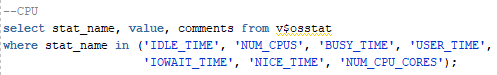 --CPU
select stat_name, value, comments from v$osstat
where stat_name in ('IDLE_TIME', 'NUM_CPUS', 'BUSY_TIME', 'USER_TIME',
'IOWAIT_TIME', 'NICE_TIME', 'NUM_CPU_CORES');